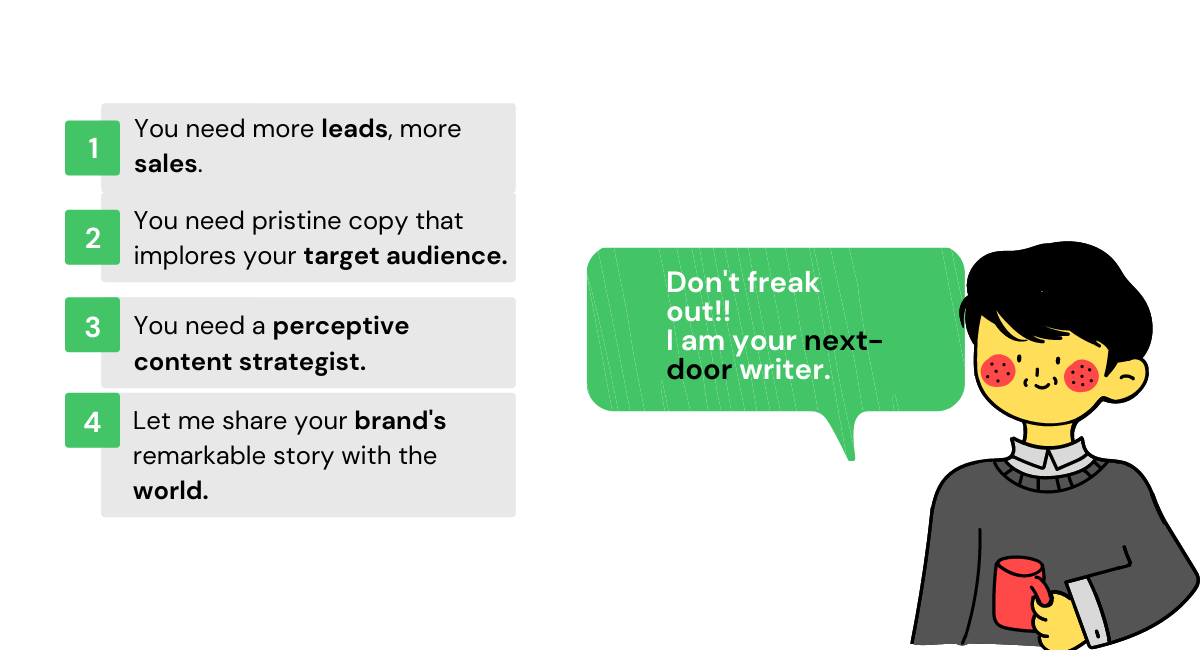 1
You need more leads, more
sales.
2
You need pristine copy that
implores your target audience.
3
You need a perceptive
content strategist.
4
Let me share your brand's
remarkable story with the
world.
Don't freak
out!!
I am your next-
door writer.